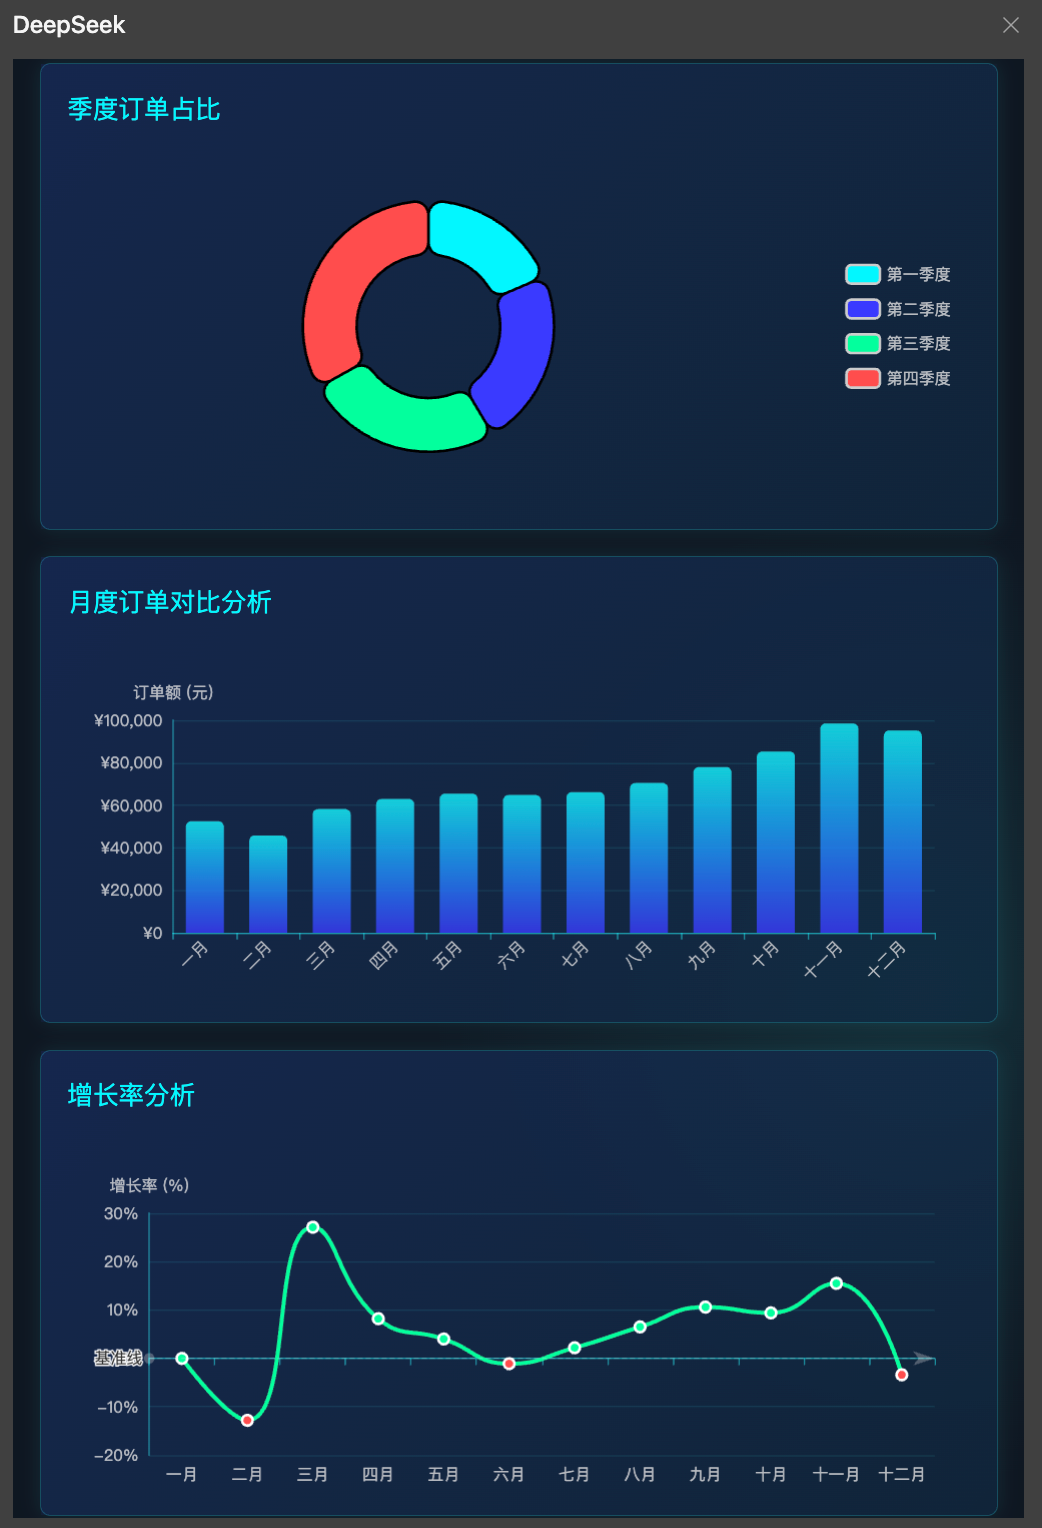 DeepSeek
季度订单占比
第一季度
第二季度
第三季度
第四季度
月度订单对比分析
订单额 (元)
¥100,000
¥80,000
¥60,000
¥40,000
¥20,000
¥0
一月 二月 三月 四月 五月 六月 七月 八月 九月 十月 十一月 十二月
增长率分析
增长率 (%)
30%
20%
10%
基准线
-10%
-20%
一月 二月 三月 四月 五月 六月 七月 八月 九月 十月 十一月 十二月